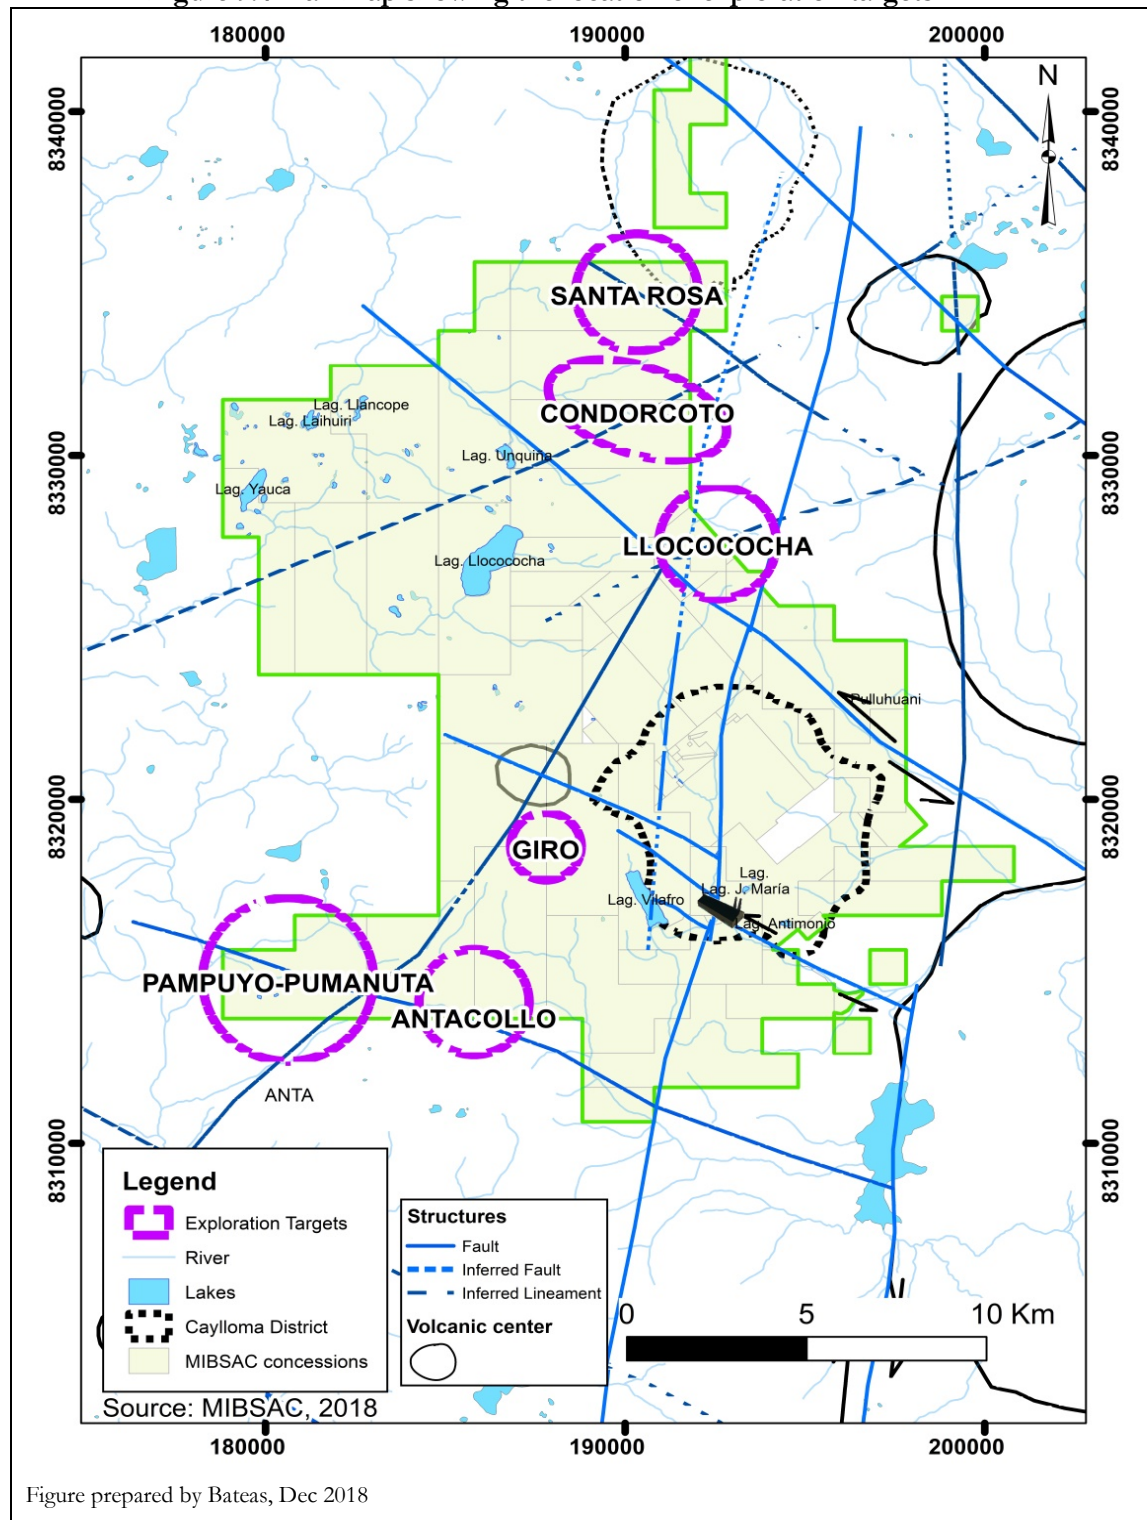 180000
190000
200000
N
8340000
8340000
SANTA ROSA
CONDORCOTO
Lag. Llancope
Lag. Laihuiri
8330000
8330000
Lag. Unquina
Lag. Yauca
LLOCOCOCHA
Lag. Llocococha
Pulluhuani
8320000
8320000
GIRO
Lag.
Lag. J. María
Lag. Vilafro
Lag. Antimonio
PAMPUYO-PUMANUTA
ANTACOLLO
ANTA
8310000
8310000
Legend
Exploration Targets
River
Lakes
Caylloma District
MIBSAC concessions
Structures
Fault
Inferred Fault
Inferred Lineament
Volcanic center
0 5 10 Km
Source: MIBSAC, 2018
180000
190000
200000
Figure prepared by Bateas, Dec 2018